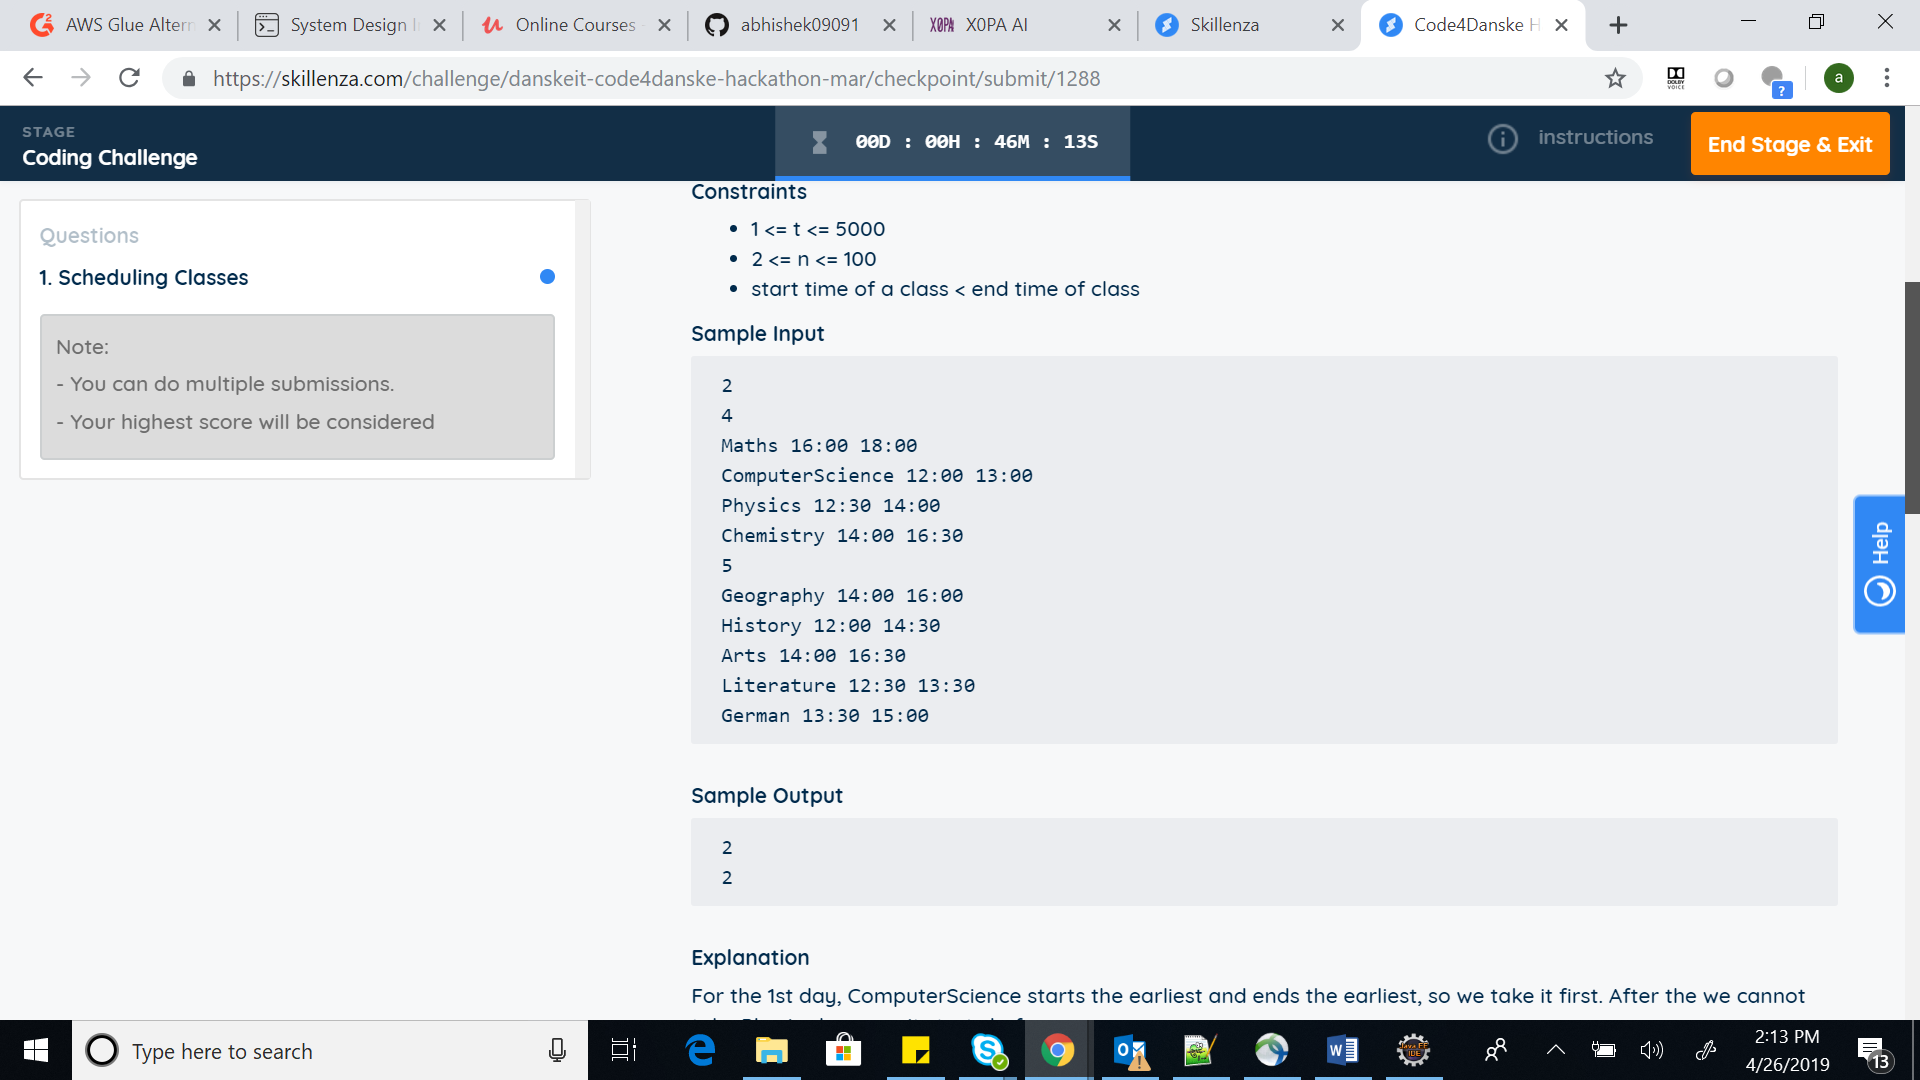 AWS Glue Altern
System Design I
Online Courses
abhishek09091
X0PA X0PA AI
Skillenza
Code4Danske H
https://skillenza.com/challenge/danskeit-code4danske-hackathon-mar/checkpoint/submit/1288
DOLBY
VOICE
?
a
STAGE
Coding Challenge
00D : 00H : 46M : 13S
instructions
End Stage & Exit
Questions
1. Scheduling Classes
Note:
- You can do multiple submissions.
- Your highest score will be considered
Constraints
• 1 <= t <= 5000
• 2 <= n <= 100
• start time of a class < end time of class
Sample Input
2
4
Maths 16:00 18:00
ComputerScience 12:00 13:00
Physics 12:30 14:00
Chemistry 14:00 16:30
5
Geography 14:00 16:00
History 12:00 14:30
Arts 14:00 16:30
Literature 12:30 13:30
German 13:30 15:00
Sample Output
2
2
Explanation
For the 1st day, ComputerScience starts the earliest and ends the earliest, so we take it first. After the we cannot
Help
Type here to search
2:13 PM
4/26/2019
13